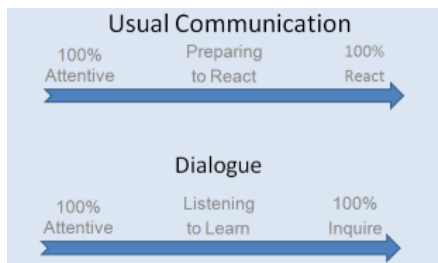 Usual Communication
100% Preparing 100%
Attentive to React React
Dialogue
100% Listening 100%
Attentive to Learn Inquire